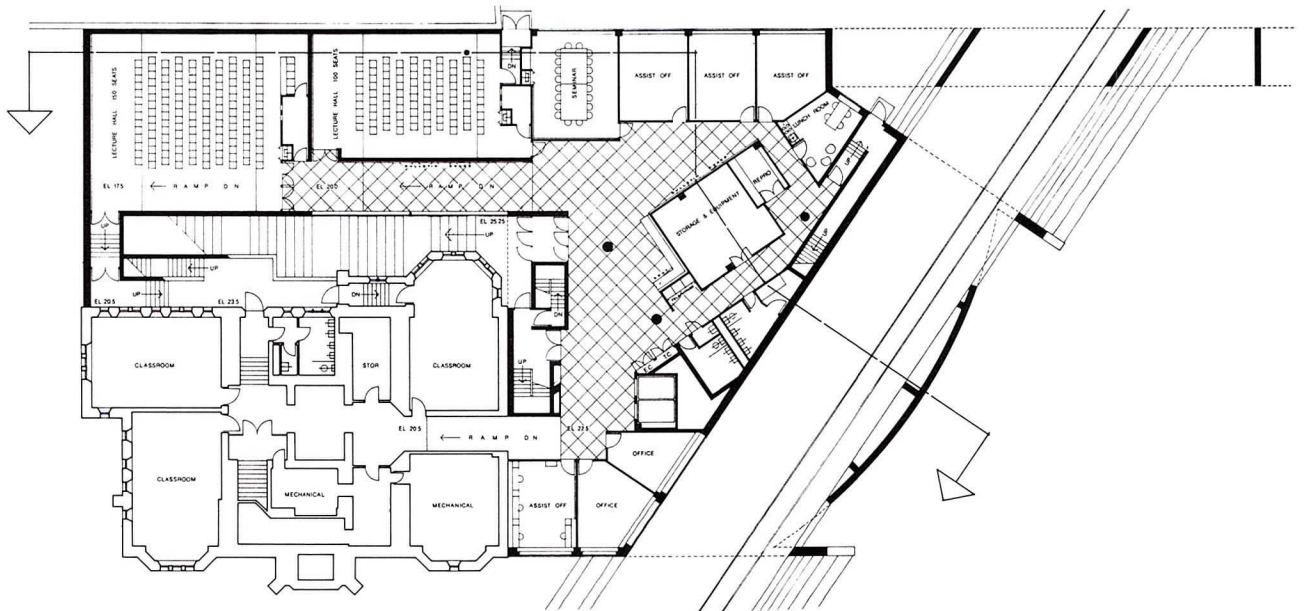 LECTURE HALL 150 SEATS
LECTURE HALL 100 SEATS
DN
SEMINAR
ASSIST OFF
ASSIST OFF
ASSIST OFF
LUNCH ROOM
UP
REPRO
STORAGE & EQUIPMENT
UP
EL 17.5
RAMP DN
EL 20.0
RAMP DN
UP
EL 25.25
UP
UP
UP
EL 20.5
EL 23.5
DN
DN
CLASSROOM
STOR
CLASSROOM
UP
T.C.
E.C.
EL 20.5
RAMP DN
EL 22.5
OFFICE
CLASSROOM
MECHANICAL
MECHANICAL
ASSIST OFF
OFFICE